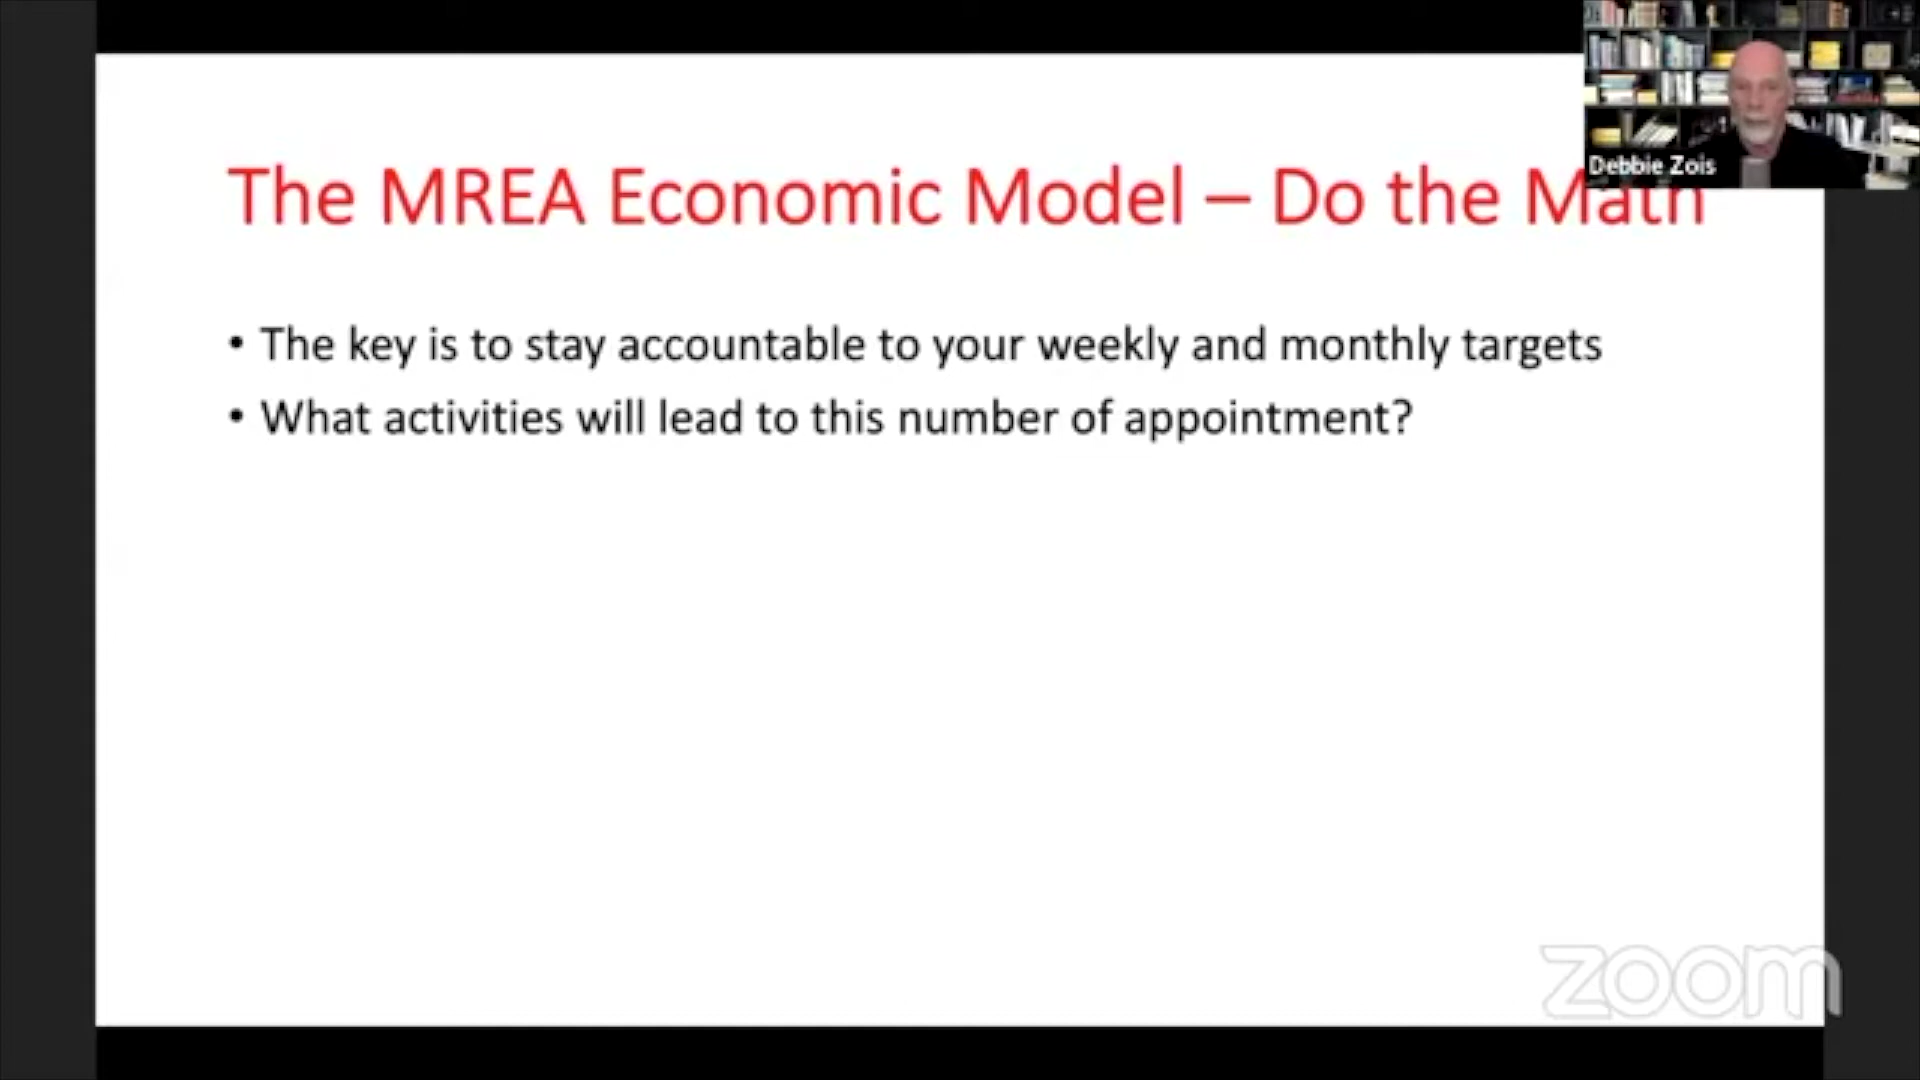 Debbie Zois
The MREA Economic Model – Do the Math
• The key is to stay accountable to your weekly and monthly targets
• What activities will lead to this number of appointment?
zoom